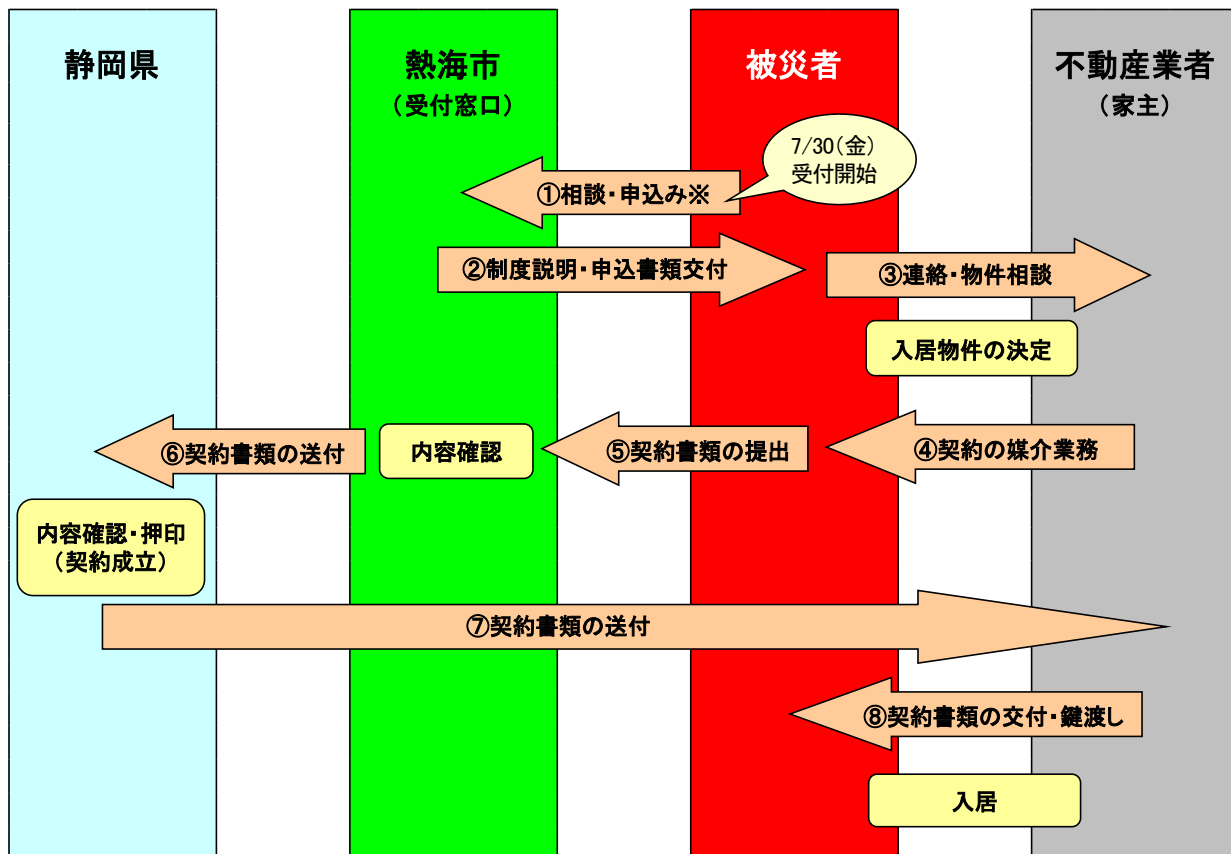 静岡県
熱海市
(受付窓口)
被災者
不動産業者
(家主)
7/30(金)
受付開始
①相談・申込み※
②制度説明・申込書類交付
③連絡・物件相談
入居物件の決定
④契約の媒介業務
⑤契約書類の提出
内容確認
⑥契約書類の送付
内容確認・押印
(契約成立)
⑦契約書類の送付
⑧契約書類の交付・鍵渡し
入居